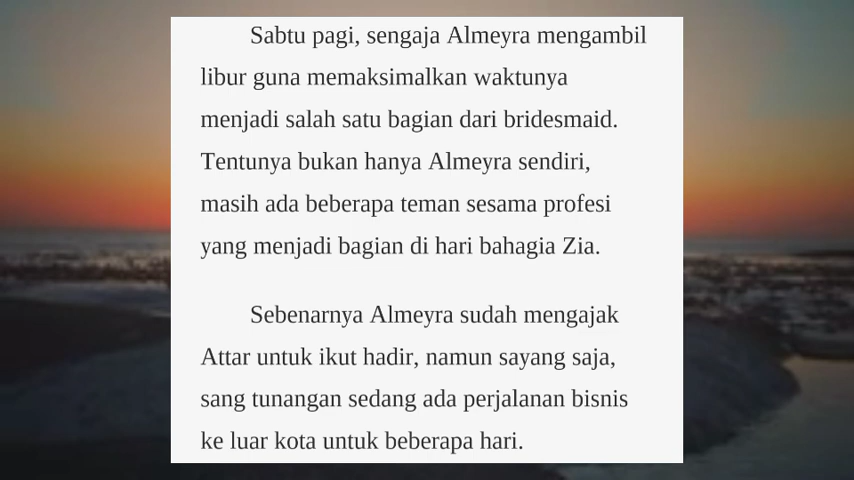 Sabtu pagi, sengaja Almeyra mengambil
libur guna memaksimalkan waktunya
menjadi salah satu bagian dari bridesmaid.
Tentunya bukan hanya Almeyra sendiri,
masih ada beberapa teman sesama profesi
yang menjadi bagian di hari bahagia Zia.
Sebenarnya Almeyra sudah mengajak
Attar untuk ikut hadir, namun sayang saja,
sang tunangan sedang ada perjalanan bisnis
ke luar kota untuk beberapa hari.